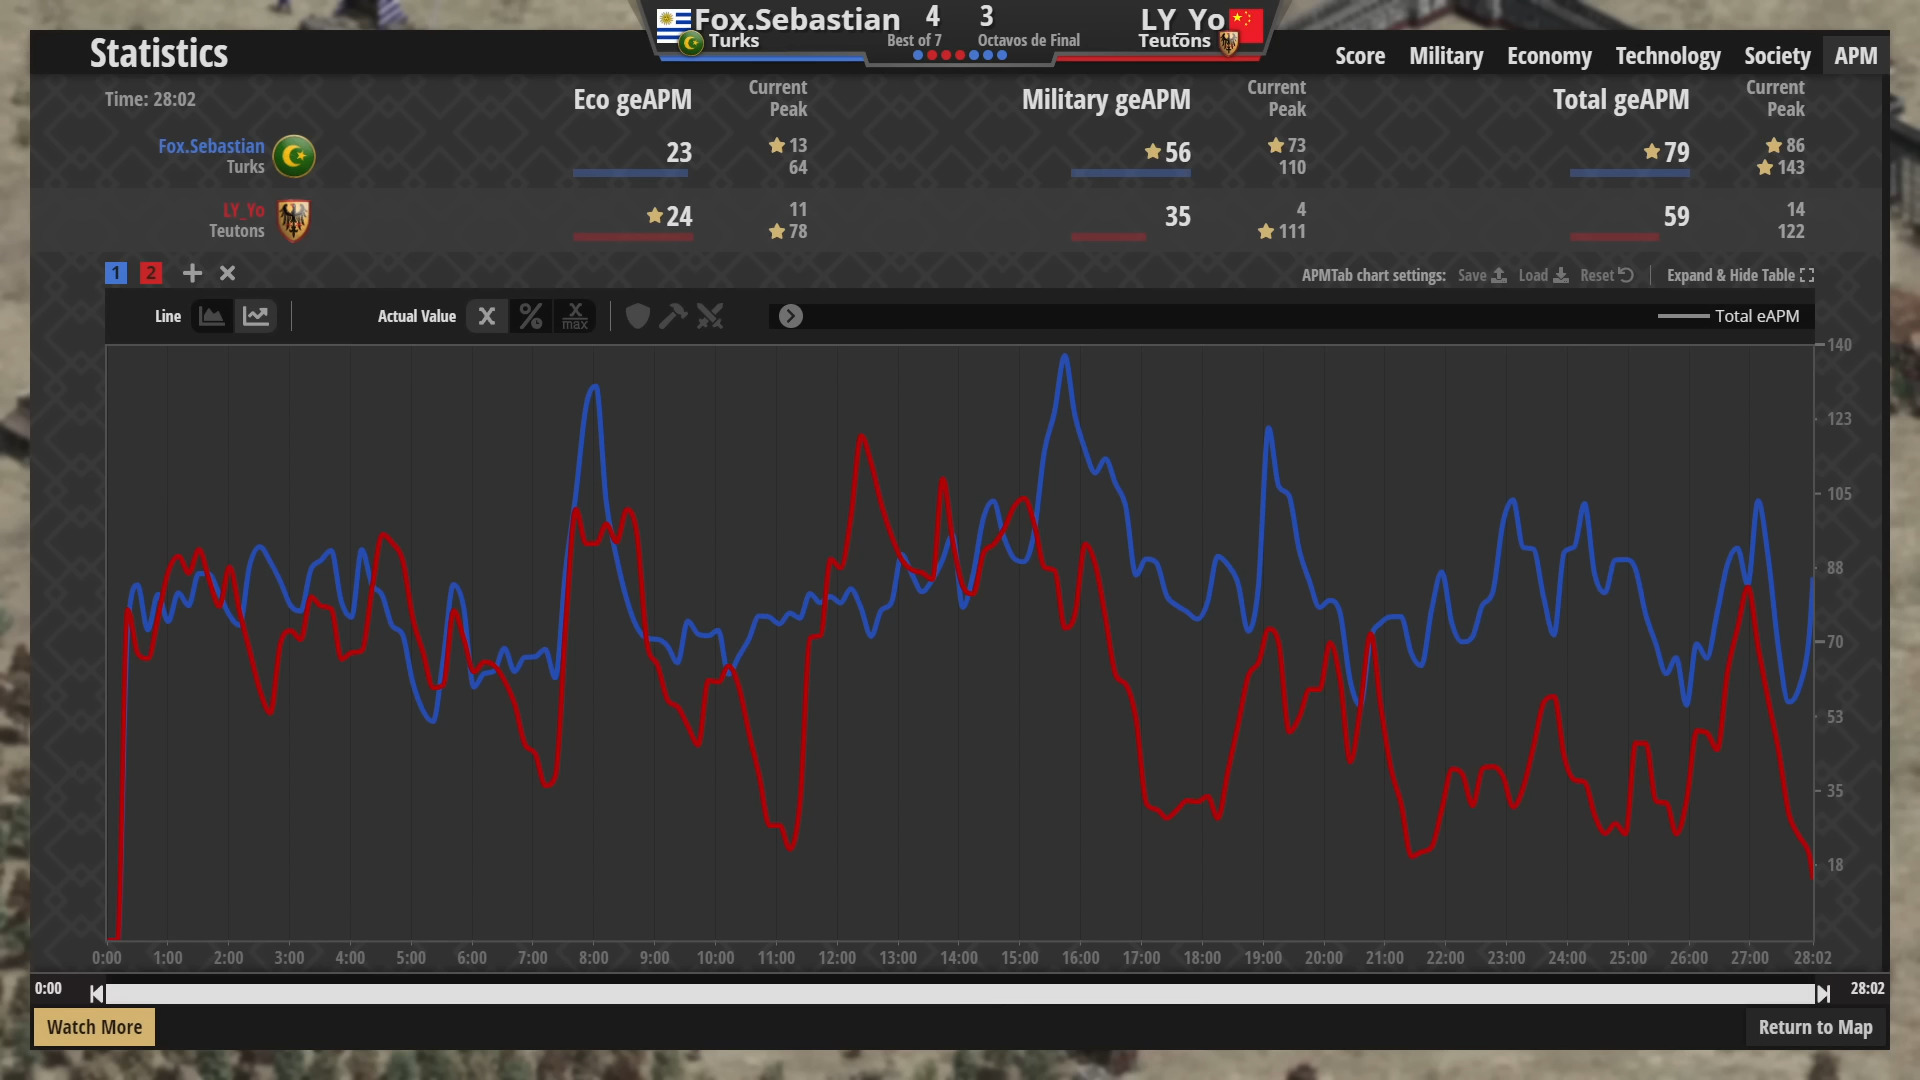 Fox.Sebastian 4 3 LY_Yo
Turks Best of 7 Octavos de Final Teutons
Statistics
Score Military Economy Technology Society APM
Time: 28:02
Eco geAPM Current Peak Military geAPM Current Peak Total geAPM Current Peak
Fox.Sebastian 23 13 56 73 79 86
Turks 64 110 143
LY_Yo 24 11 35 4 59 14
Teutons 78 111 122
1 2 APMTab chart settings: Save Load Reset Expand & Hide Table
Line Actual Value X % X max Total eAPM
140
123
105
88
70
53
35
18
0:00 1:00 2:00 3:00 4:00 5:00 6:00 7:00 8:00 9:00 10:00 11:00 12:00 13:00 14:00 15:00 16:00 17:00 18:00 19:00 20:00 21:00 22:00 23:00 24:00 25:00 26:00 27:00 28:02
0:00 28:02
Watch More Return to Map